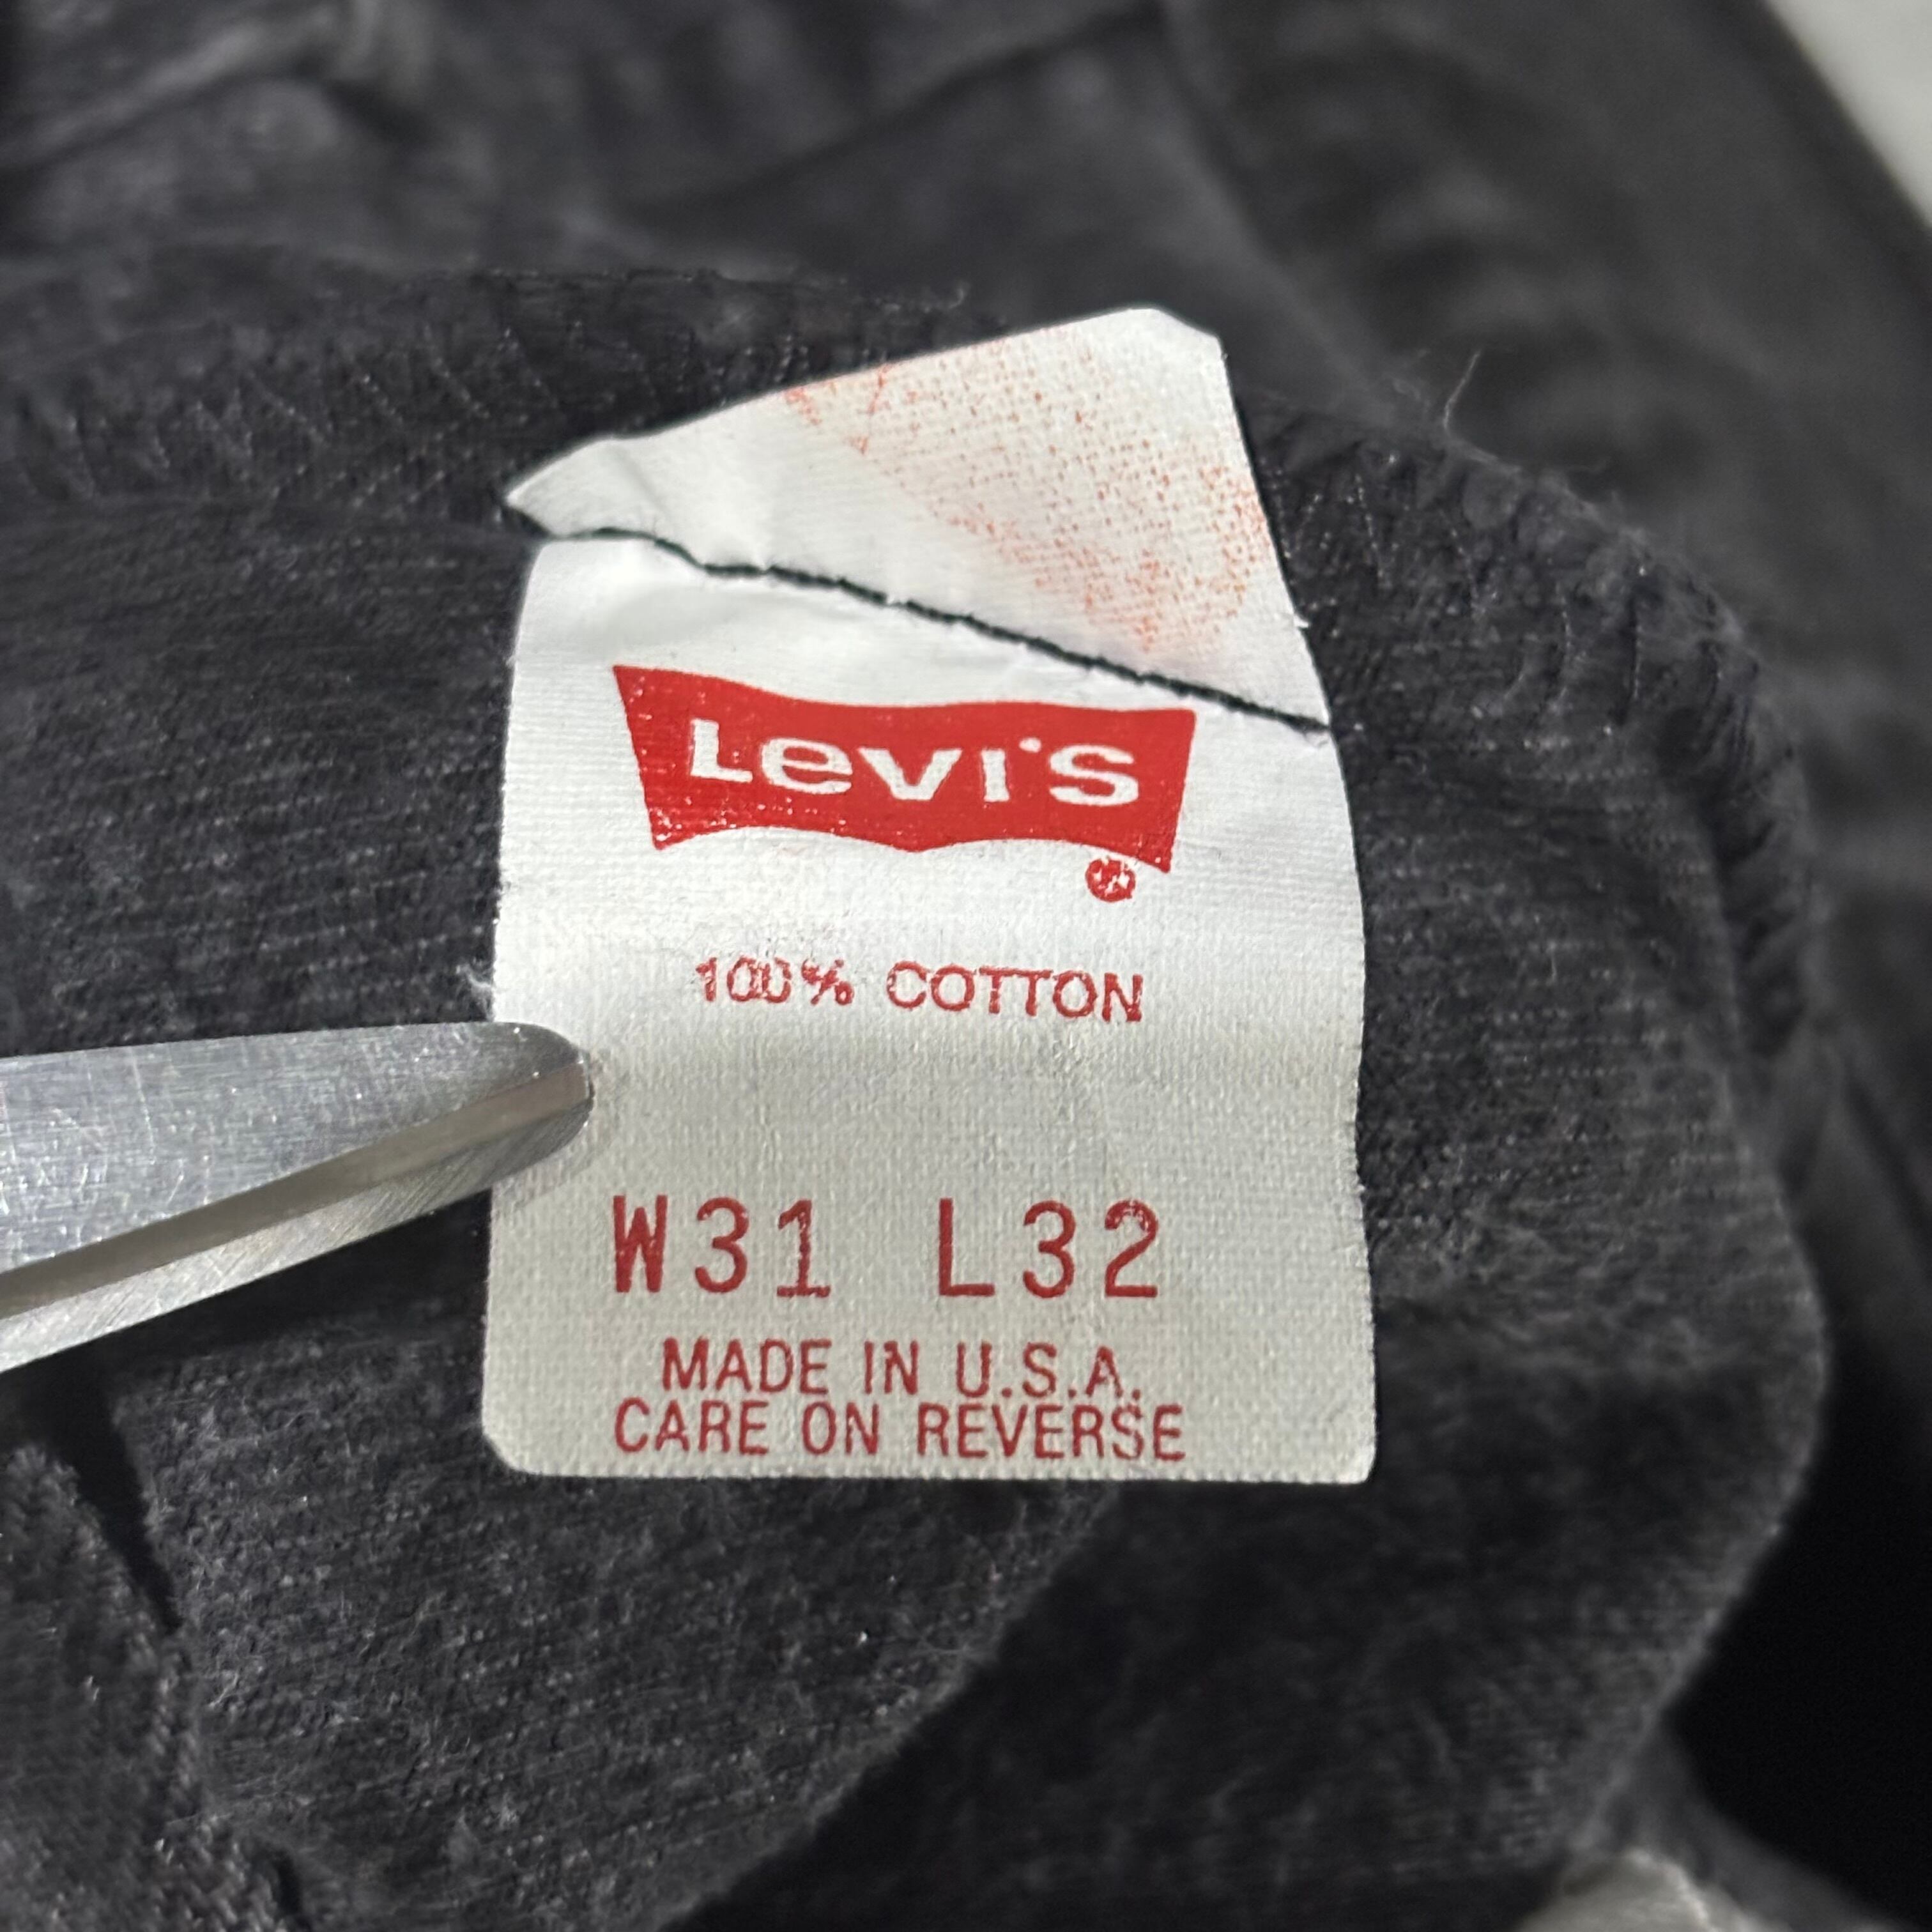 Levi's
100% COTTON
W31 L32
MADE IN U.S.A.
CARE ON REVERSE